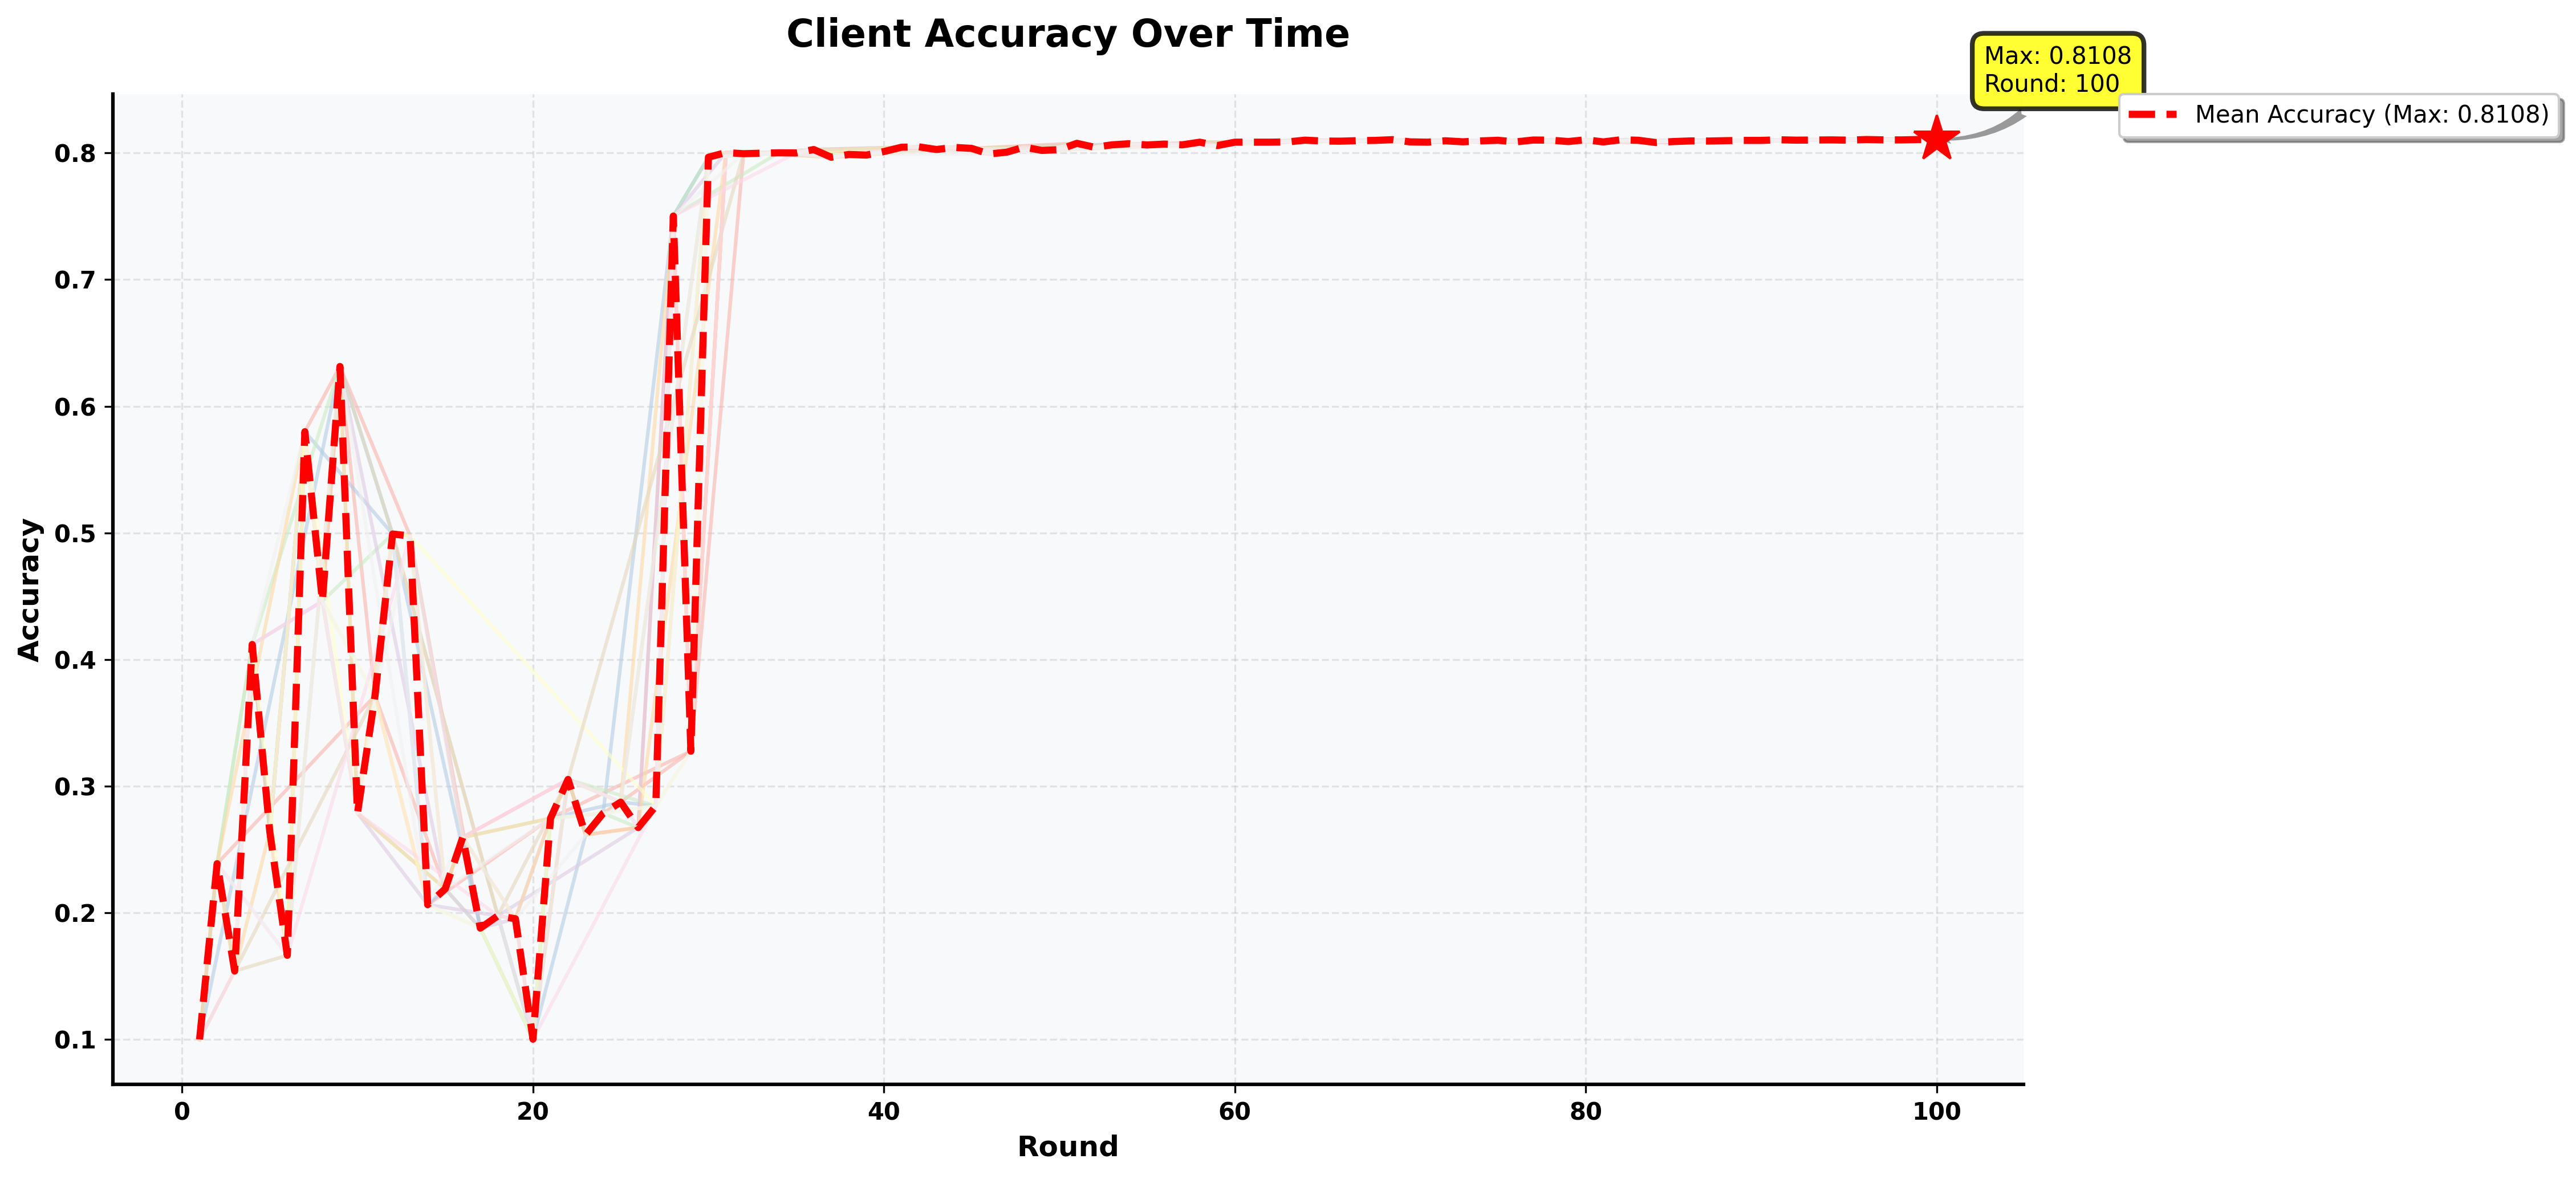 Client Accuracy Over Time
Max: 0.8108
Round: 100
Mean Accuracy (Max: 0.8108)
Accuracy
0.8
0.7
0.6
0.5
0.4
0.3
0.2
0.1
0
20
40
60
80
100
Round